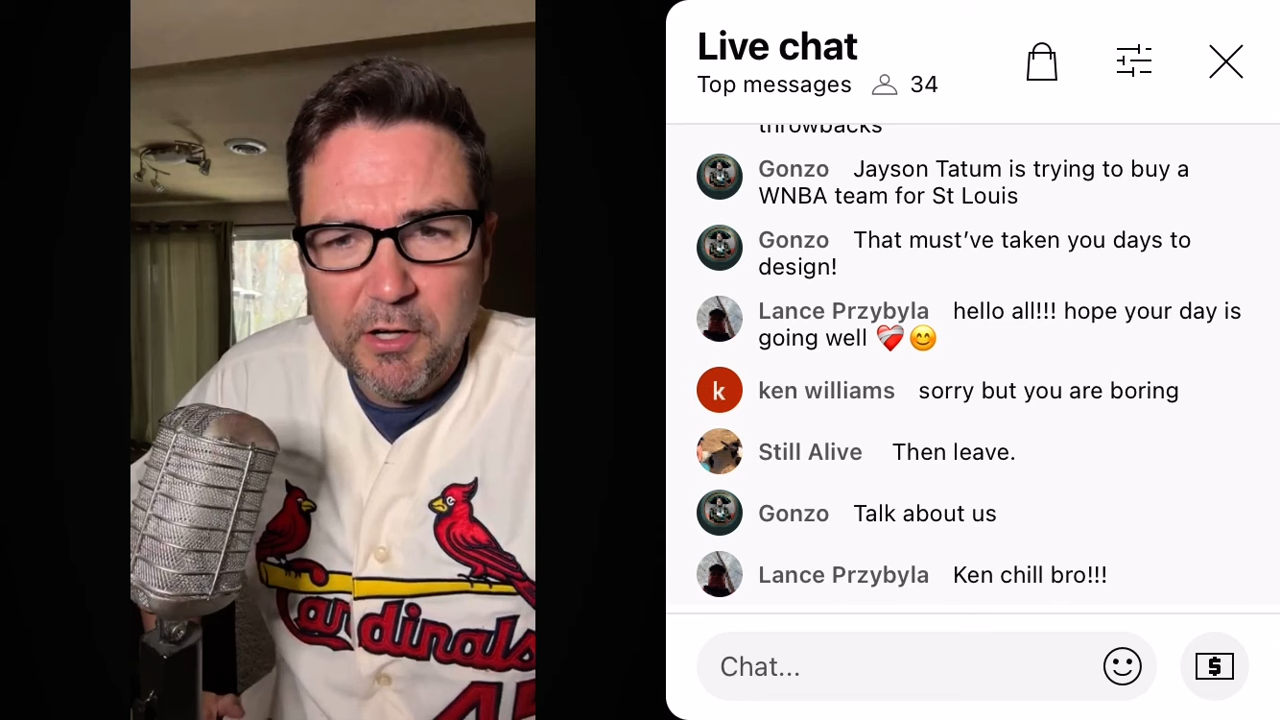 Live chat
Top messages 34
throwbacks
Gonzo Jayson Tatum is trying to buy a
WNBA team for St Louis
Gonzo That must’ve taken you days to
design!
Lance Przybyla hello all!!! hope your day is
going well ❤️‍🩹😊
k
ken williams sorry but you are boring
Still Alive Then leave.
Gonzo Talk about us
Lance Przybyla Ken chill bro!!!
Chat...
$
Cardinals